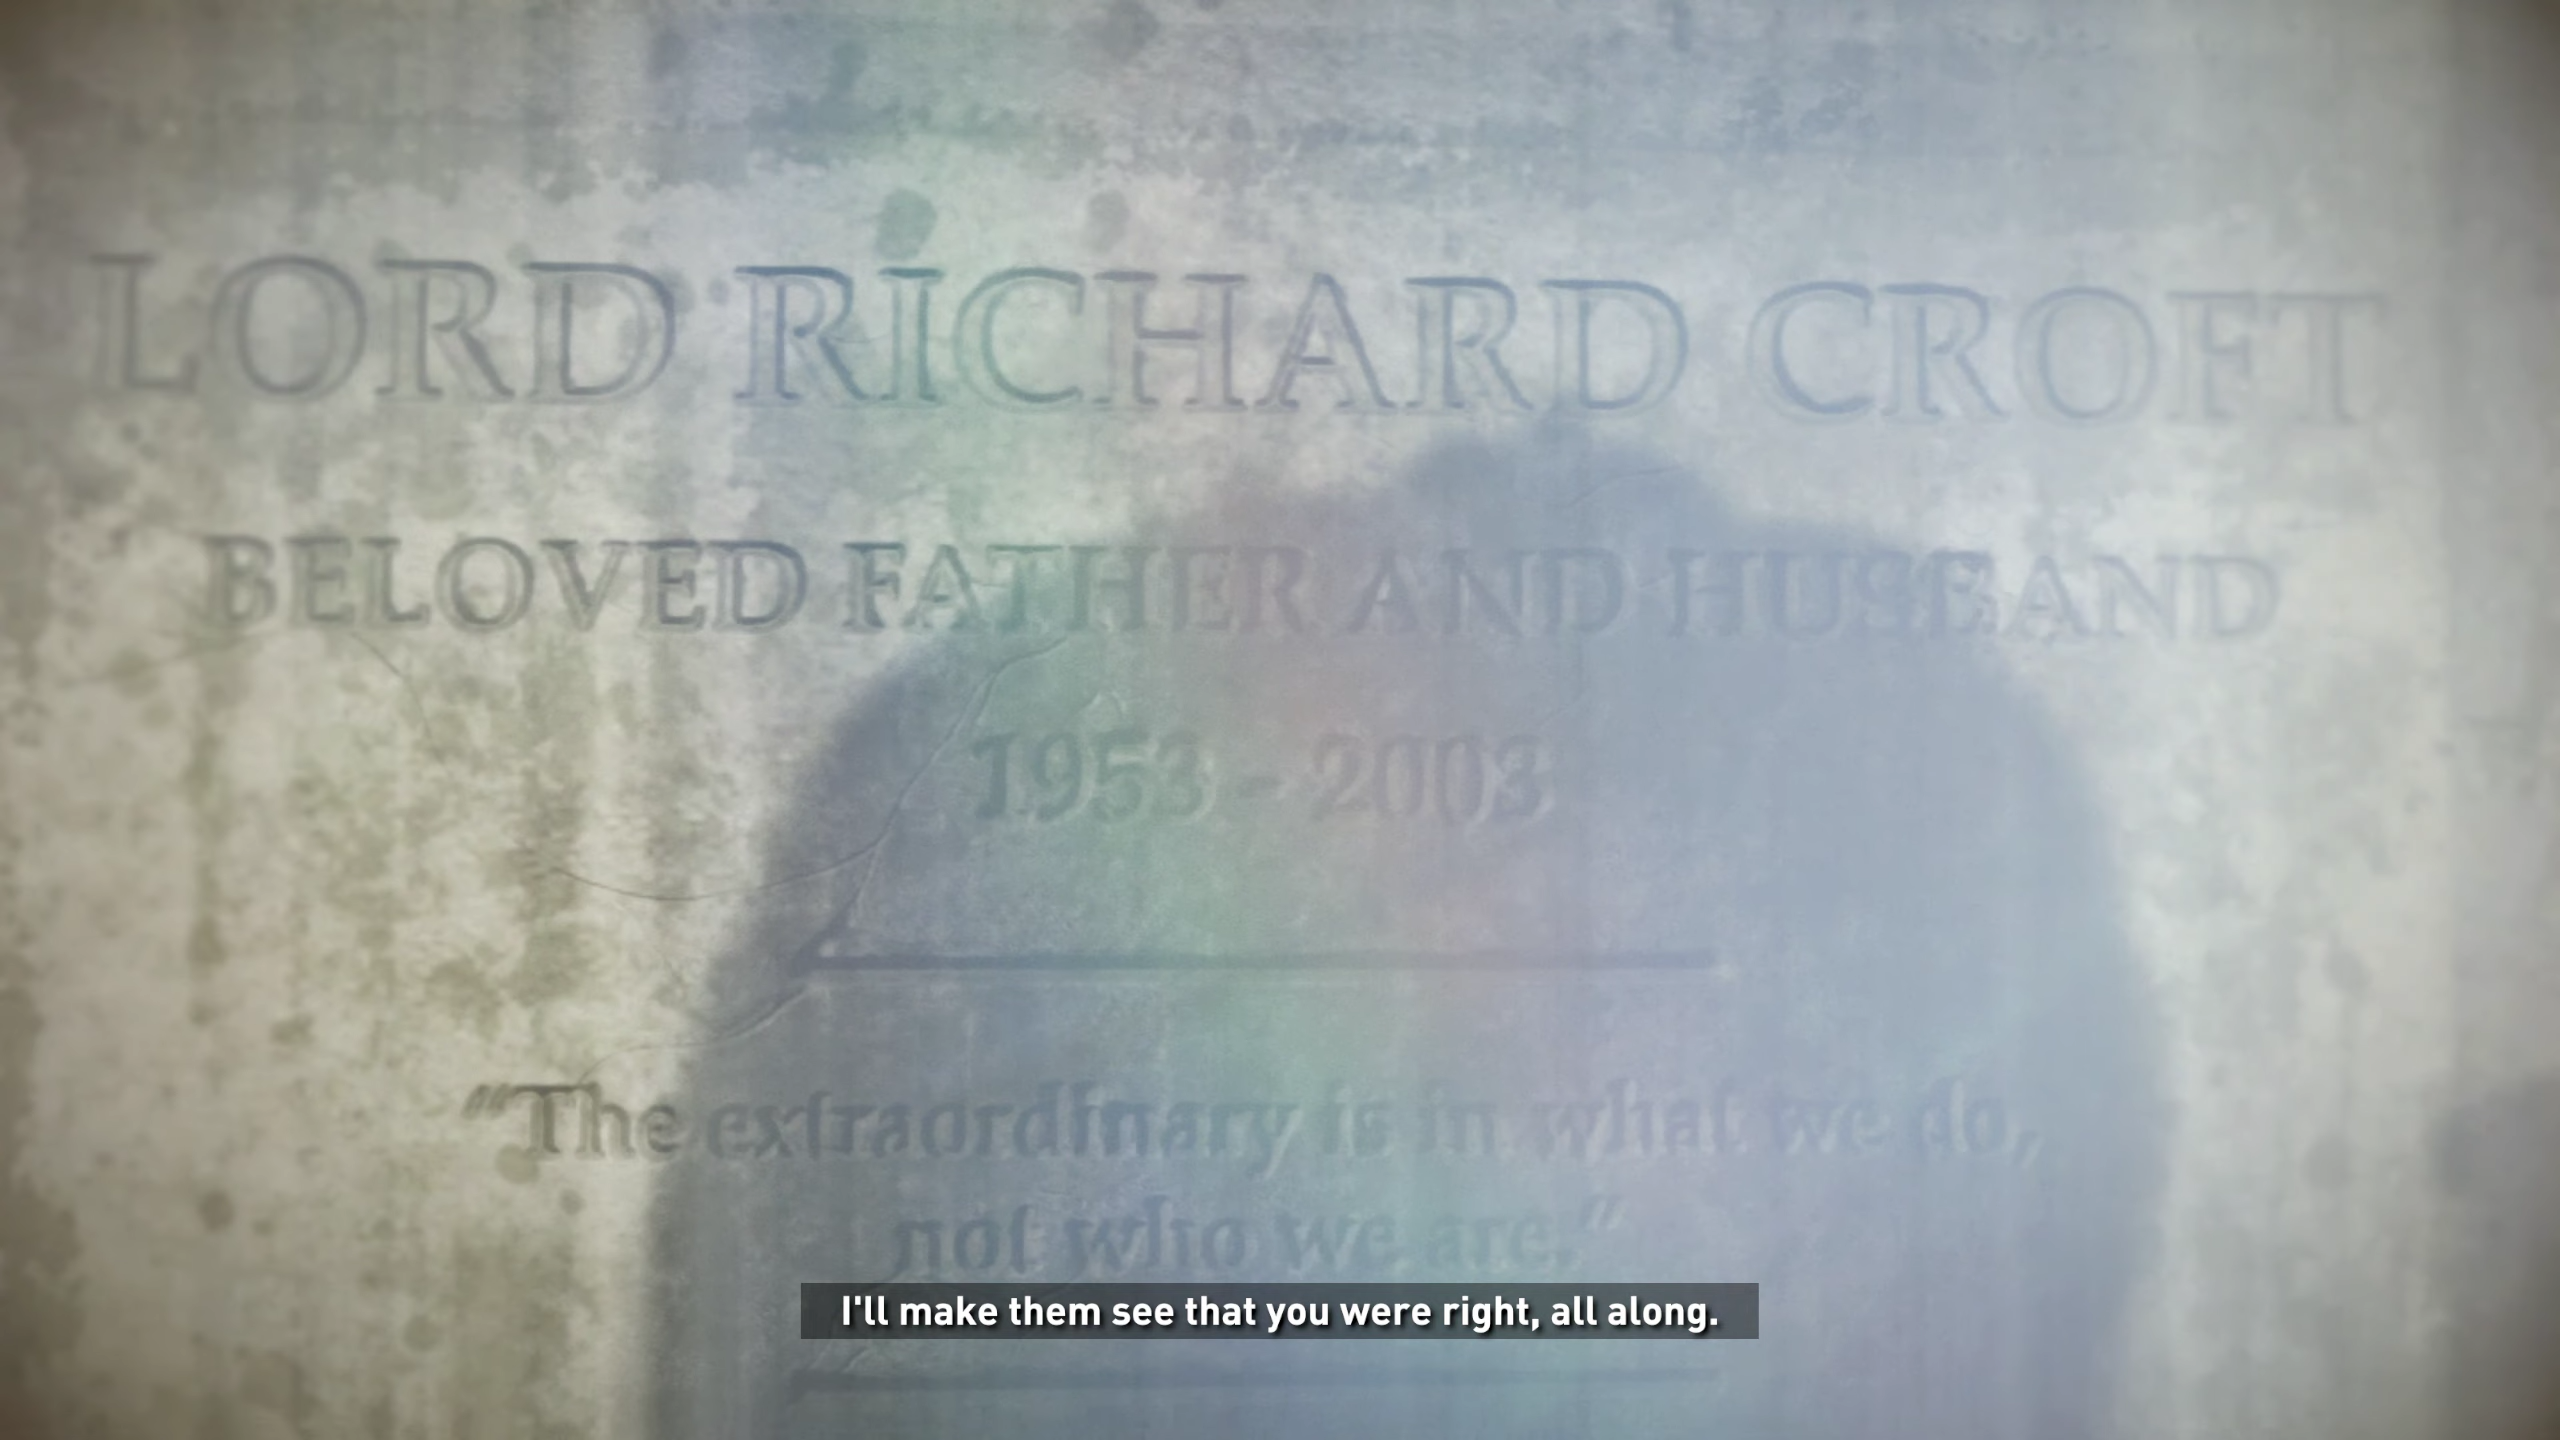 LORD RICHARD CROFT
BELOVED FATHER AND HUSBAND
1953 - 2003
"The extraordinary is in what we do,
not who we are."
I'll make them see that you were right, all along.